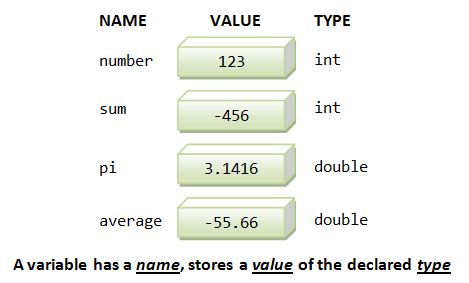 NAME VALUE TYPE
number 123 int
sum -456 int
pi 3.1416 double
average -55.66 double
A variable has a name, stores a value of the declared type